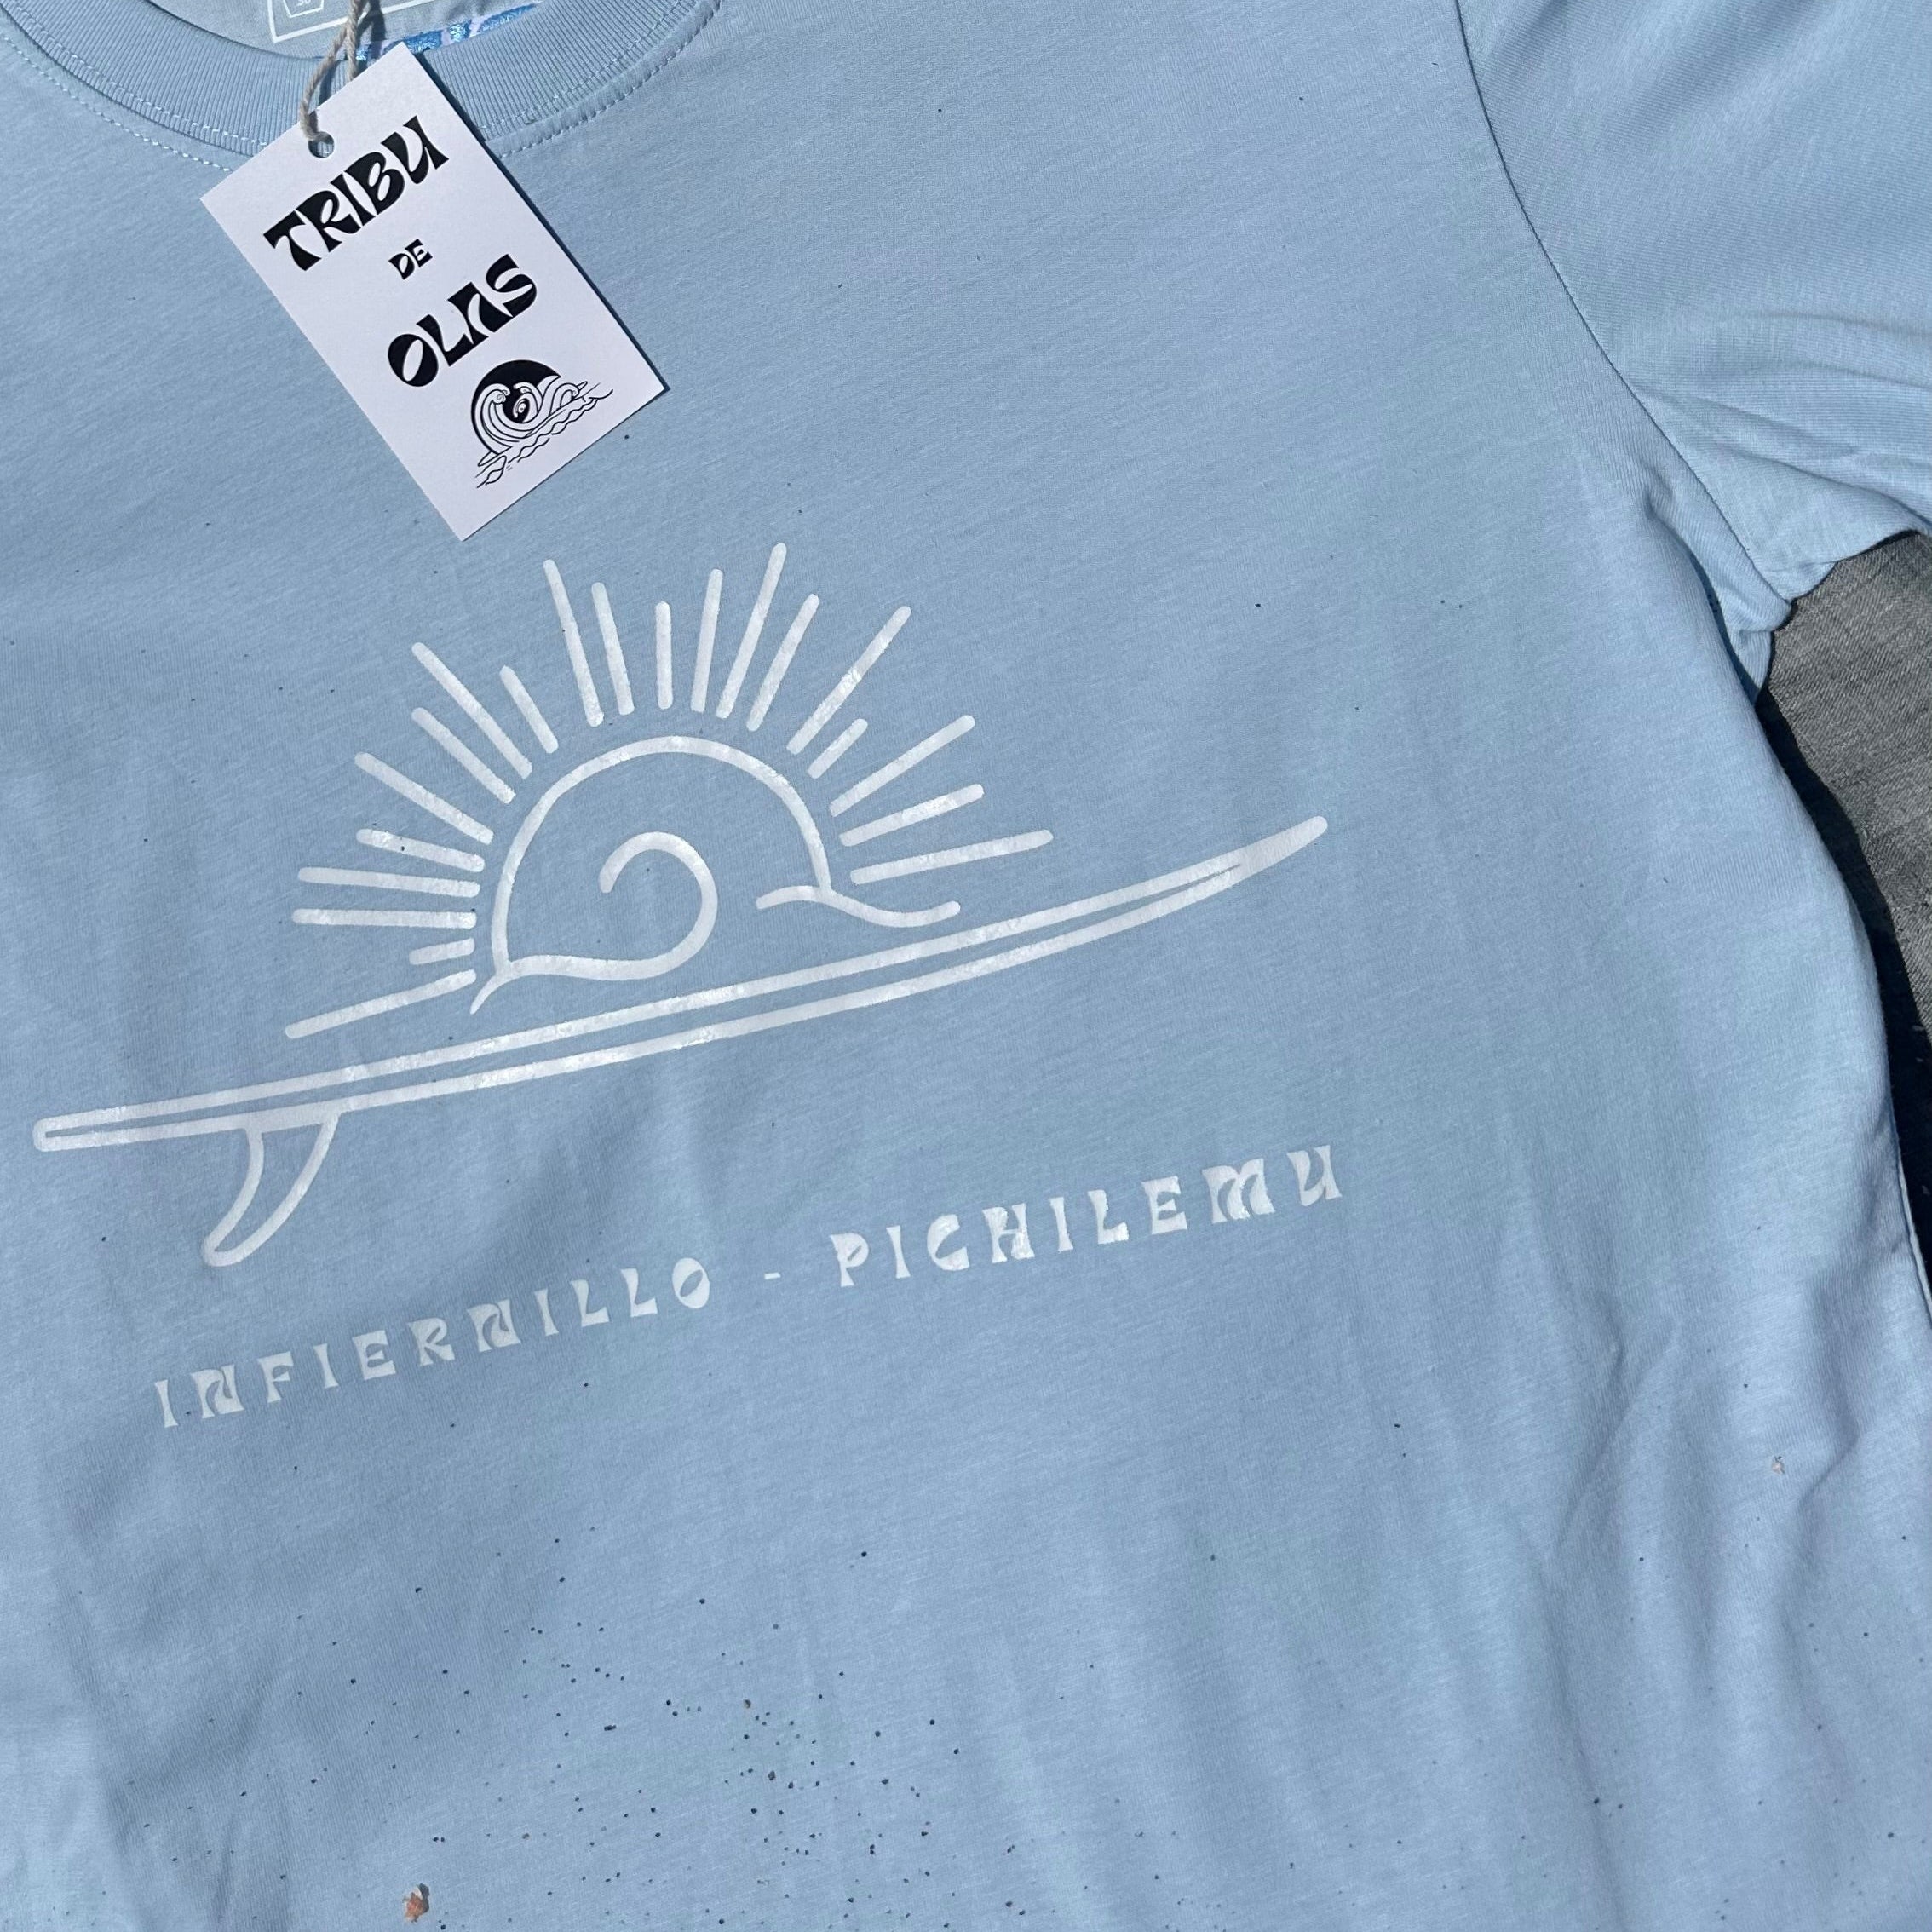 TRIBU
DE
OLAS
INFIERNILLO - PICHILEMU